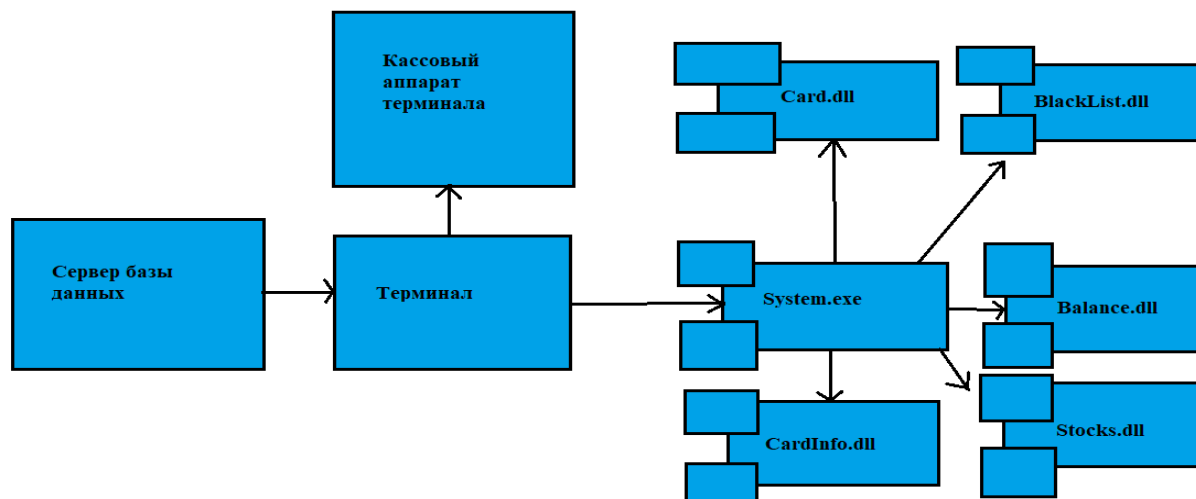 Кассовый
аппарат
терминала
Card.dll
BlackList.dll
Сервер базы
данных
Терминал
System.exe
Balance.dll
CardInfo.dll
Stocks.dll